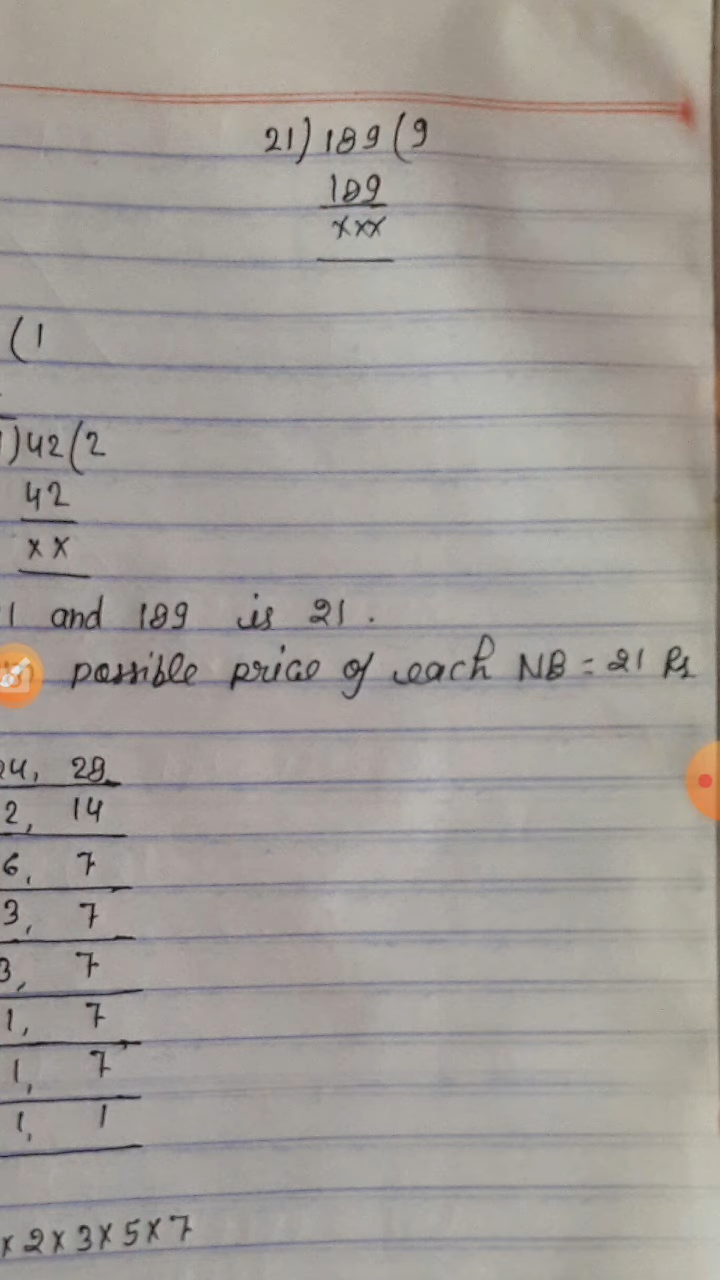 21) 189 (9
189
xxx
(1
)42(2
42
x x
1 and 189 is 21.
possible price of each NB = 21 Rs
24, 28
2, 14
6, 7
3, 7
3, 7
1, 7
1, 7
1, 1
x 2 x 3 x 5 x 7